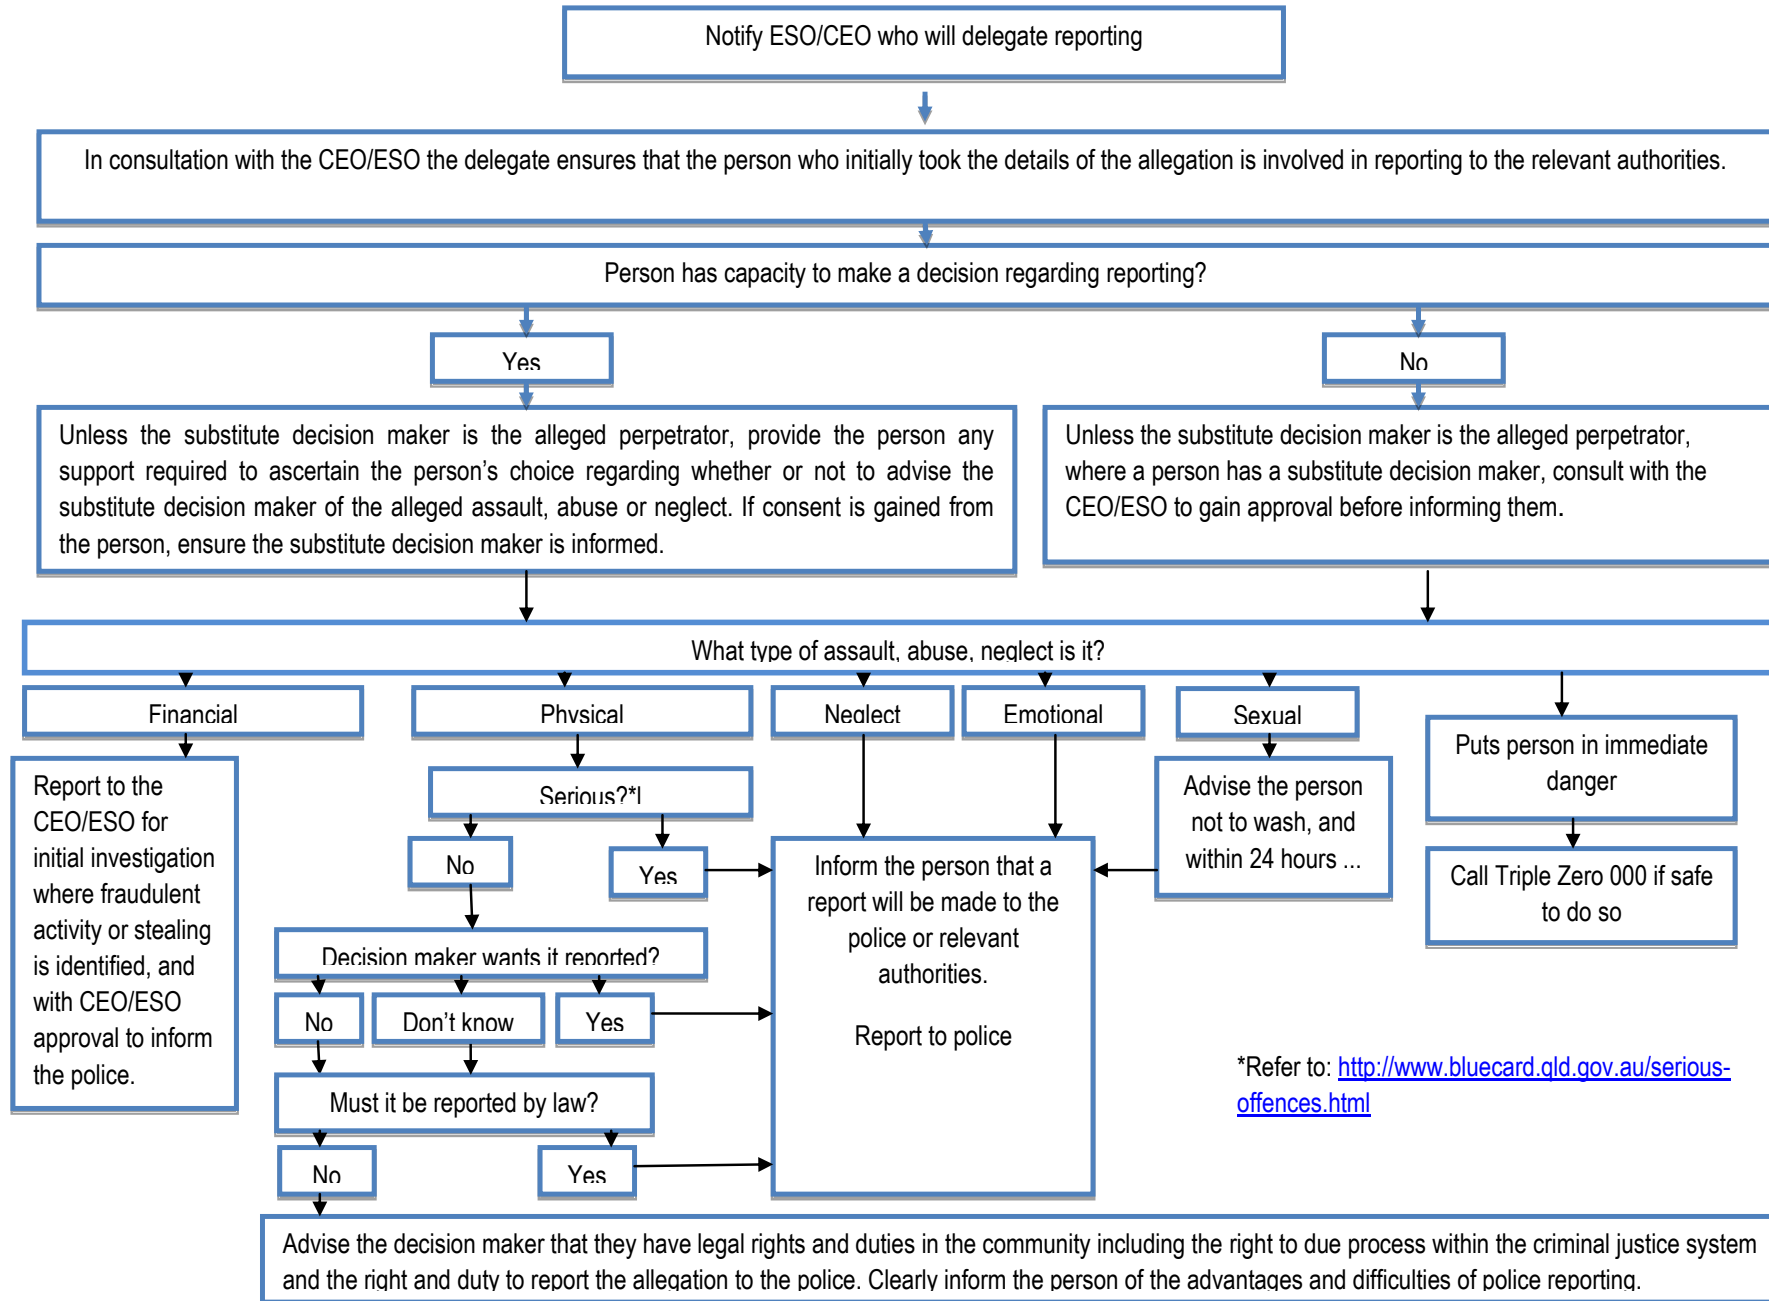 Notify ESO/CEO who will delegate reporting
In consultation with the CEO/ESO the delegate ensures that the person who initially took the details of the allegation is involved in reporting to the relevant authorities.
Person has capacity to make a decision regarding reporting?
Yes
No
Unless the substitute decision maker is the alleged perpetrator, provide the person any
support required to ascertain the person's choice regarding whether or not to advise the
substitute decision maker of the alleged assault, abuse or neglect. If consent is gained from
the person, ensure the substitute decision maker is informed.
Unless the substitute decision maker is the alleged perpetrator,
where a person has a substitute decision maker, consult with the
CEO/ESO to gain approval before informing them.
What type of assault, abuse, neglect is it?
Financial
Physical
Neglect
Emotional
Sexual
Puts person in immediate
danger
Report to the
CEO/ESO for
initial investigation
where fraudulent
activity or stealing
is identified, and
with CEO/ESO
approval to inform
the police.
Serious?*l
No
Yes
Advise the person
not to wash, and
within 24 hours ...
Call Triple Zero 000 if safe
to do so
Inform the person that a
report will be made to the
police or relevant
authorities.
Report to police
Decision maker wants it reported?
No
Don't know
Yes
Must it be reported by law?
No
Yes
*Refer to: http://www.bluecard.qld.gov.au/serious-
offences.html
Advise the decision maker that they have legal rights and duties in the community including the right to due process within the criminal justice system
and the right and duty to report the allegation to the police. Clearly inform the person of the advantages and difficulties of police reporting.